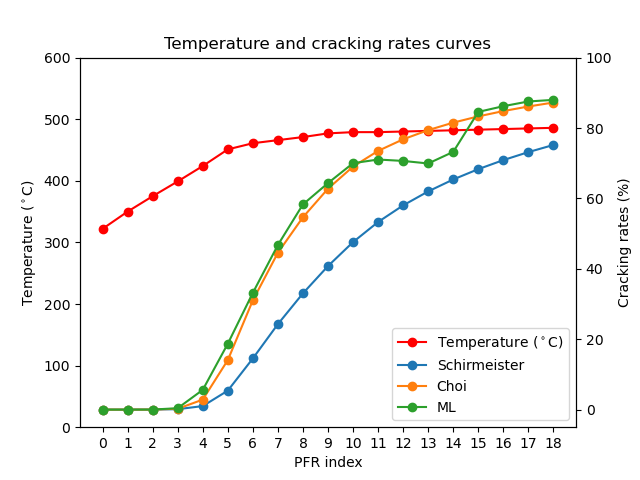 Temperature and cracking rates curves
600
500
400
300
200
100
0
Temperature (°C)
100
80
60
40
20
0
Cracking rates (%)
Temperature (°C)
Schirmeister
Choi
ML
0 1 2 3 4 5 6 7 8 9 10 11 12 13 14 15 16 17 18
PFR index